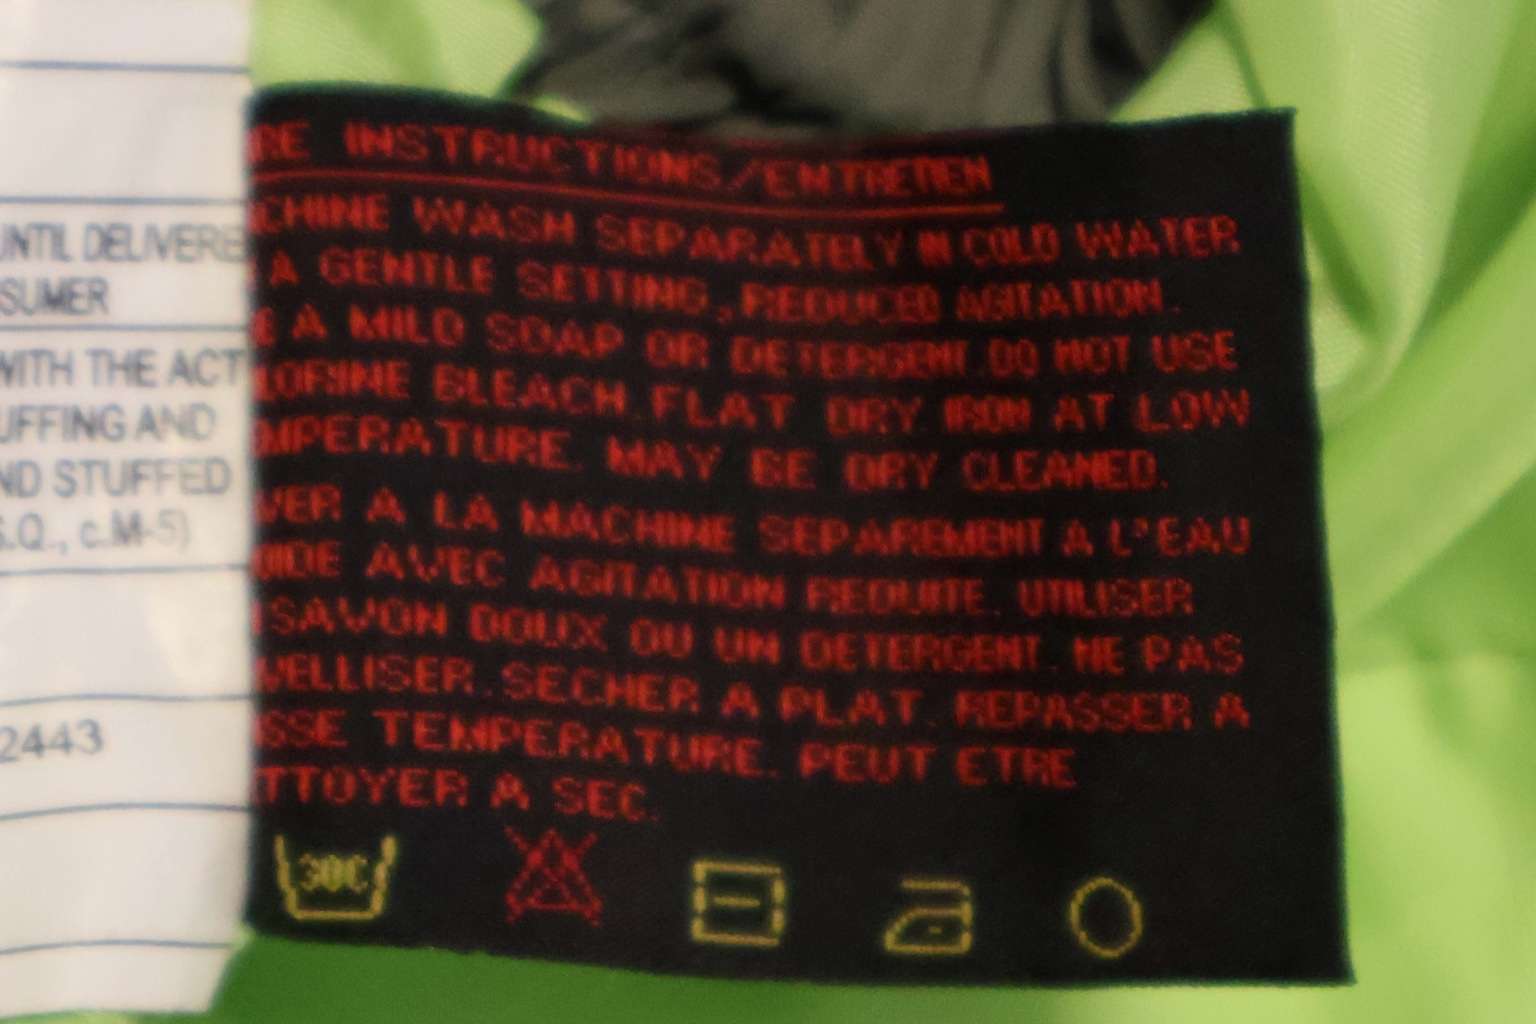 UNTIL DELIVERE
SUMER
WITH THE ACT
UFFING AND
ND STUFFED
S.Q., c.M-5)
2443
RE INSTRUCTIONS/ENTRETIEN
CHINE WASH SEPARATELY IN COLD WATER
A GENTLE SETTING, REDUCED AGITATION.
E A MILD SOAP OR DETERGENT. DO NOT USE
LORINE BLEACH. FLAT DRY. IRON AT LOW
MPERATURE. MAY BE DRY CLEANED.
VER A LA MACHINE SEPAREMENT A L'EAU
OIDE AVEC AGITATION REDUITE. UTILISER
SAVON DOUX OU UN DETERGENT. NE PAS
VELLISER. SECHER A PLAT. REPASSER A
SSE TEMPERATURE. PEUT ETRE
TTOYER A SEC.
30C